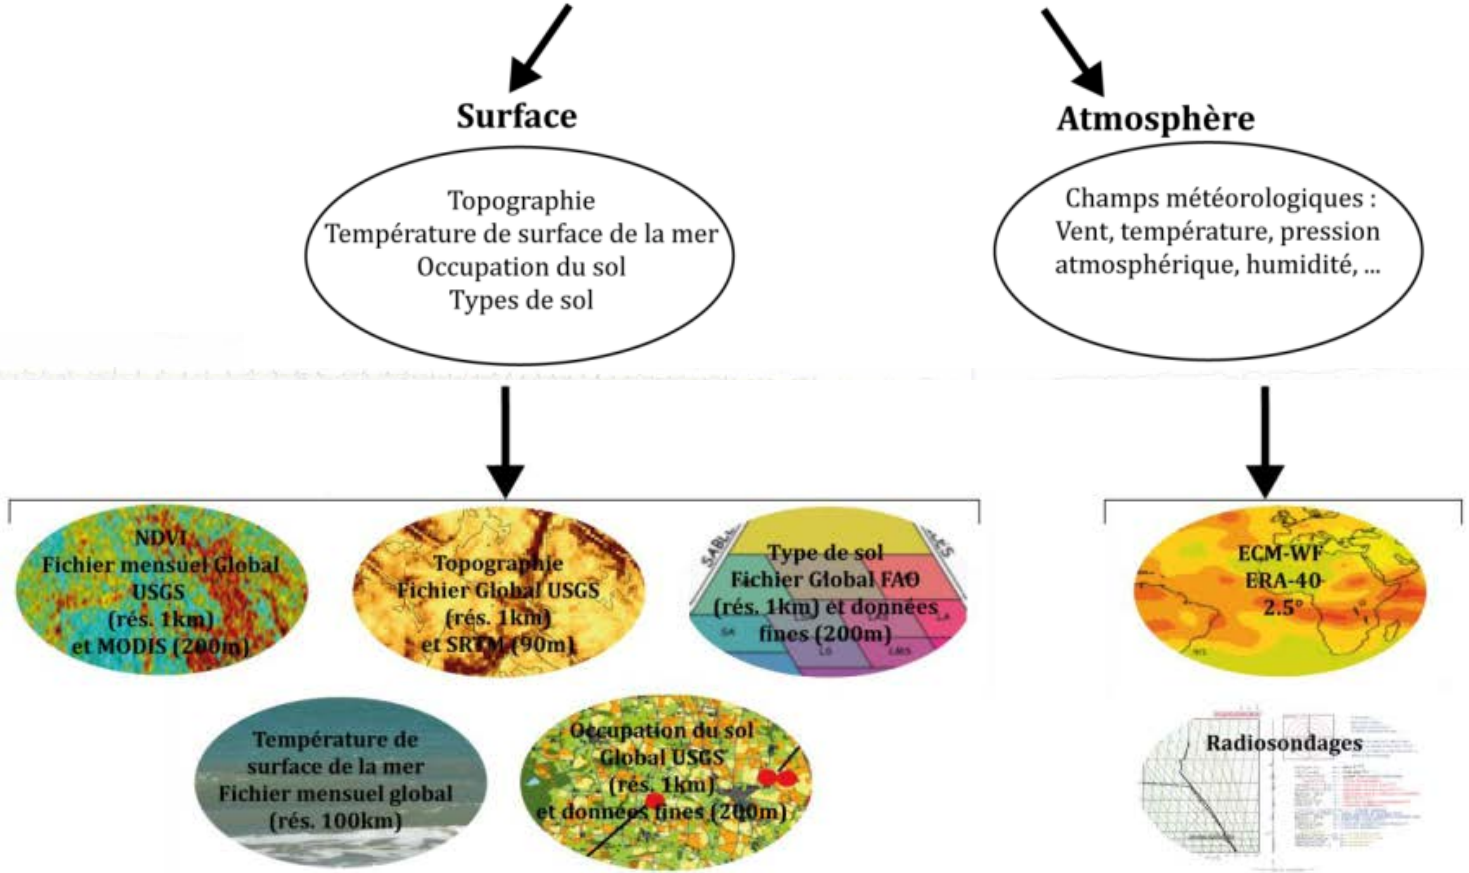 Surface
Atmosphère
Topographie
Température de surface de la mer
Occupation du sol
Types de sol
Champs météorologiques :
Vent, température, pression
atmosphérique, humidité, ...
NDVI
Fichier mensuel Global
USGS
(rés. 1km)
et MODIS (200m)
Topographie
Fichier Global USGS
(rés. 1km)
et SRTM (90m)
Type de sol
Fichier Global FAO
(rés. 1km) et données
fines (200m)
SA
LS
LMS
LA
ECM-WF
ERA-40
2.5°
Température de
surface de la mer
Fichier mensuel global
(rés. 100km)
Occupation du sol
Global USGS
(rés. 1km)
et données fines (200m)
Radiosondages